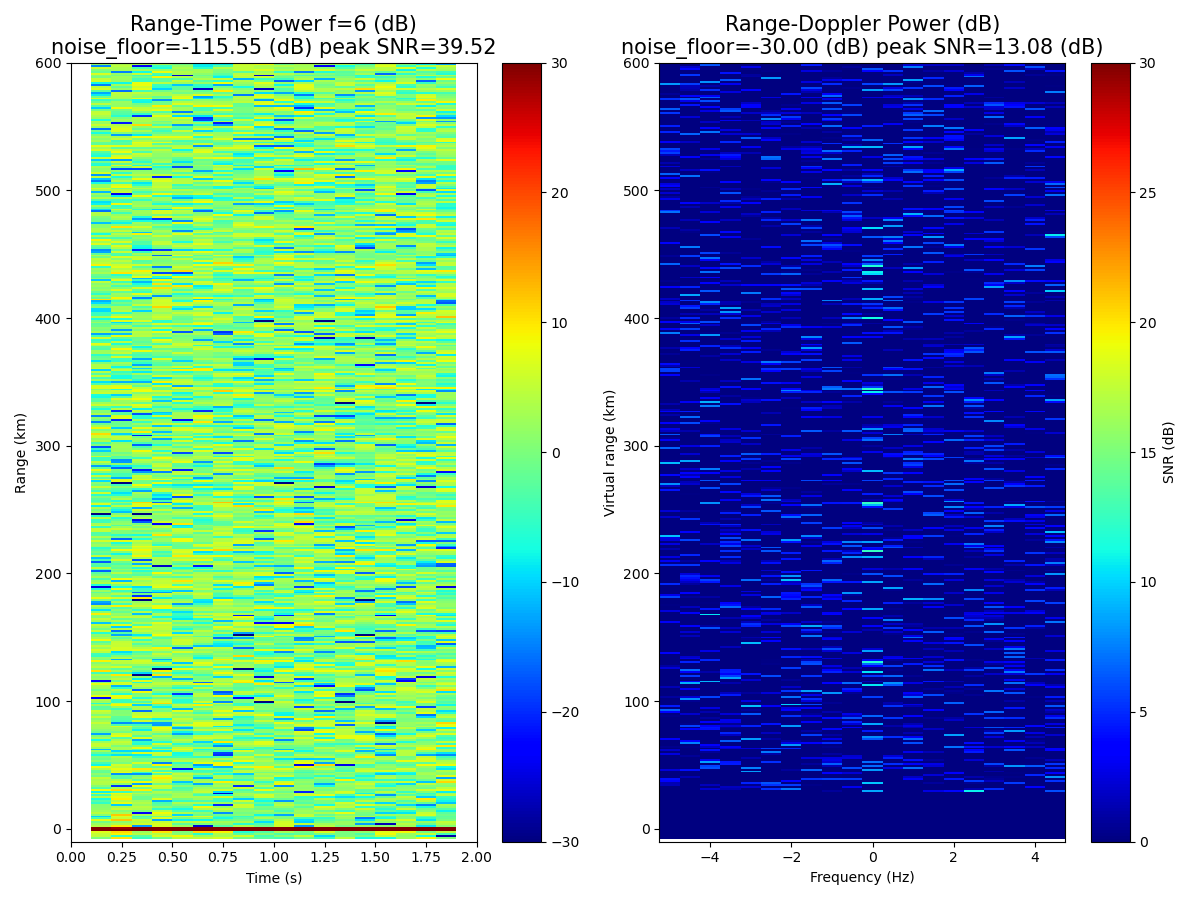 Range-Time Power f=6 (dB)
noise_floor=-115.55 (dB) peak SNR=39.52
Range (km)
600
500
400
300
200
100
0
0.00 0.25 0.50 0.75 1.00 1.25 1.50 1.75 2.00
Time (s)
30
20
10
0
−10
−20
−30
Range-Doppler Power (dB)
noise_floor=-30.00 (dB) peak SNR=13.08 (dB)
Virtual range (km)
600
500
400
300
200
100
0
−4 −2 0 2 4
Frequency (Hz)
30
25
20
15
10
5
0
SNR (dB)